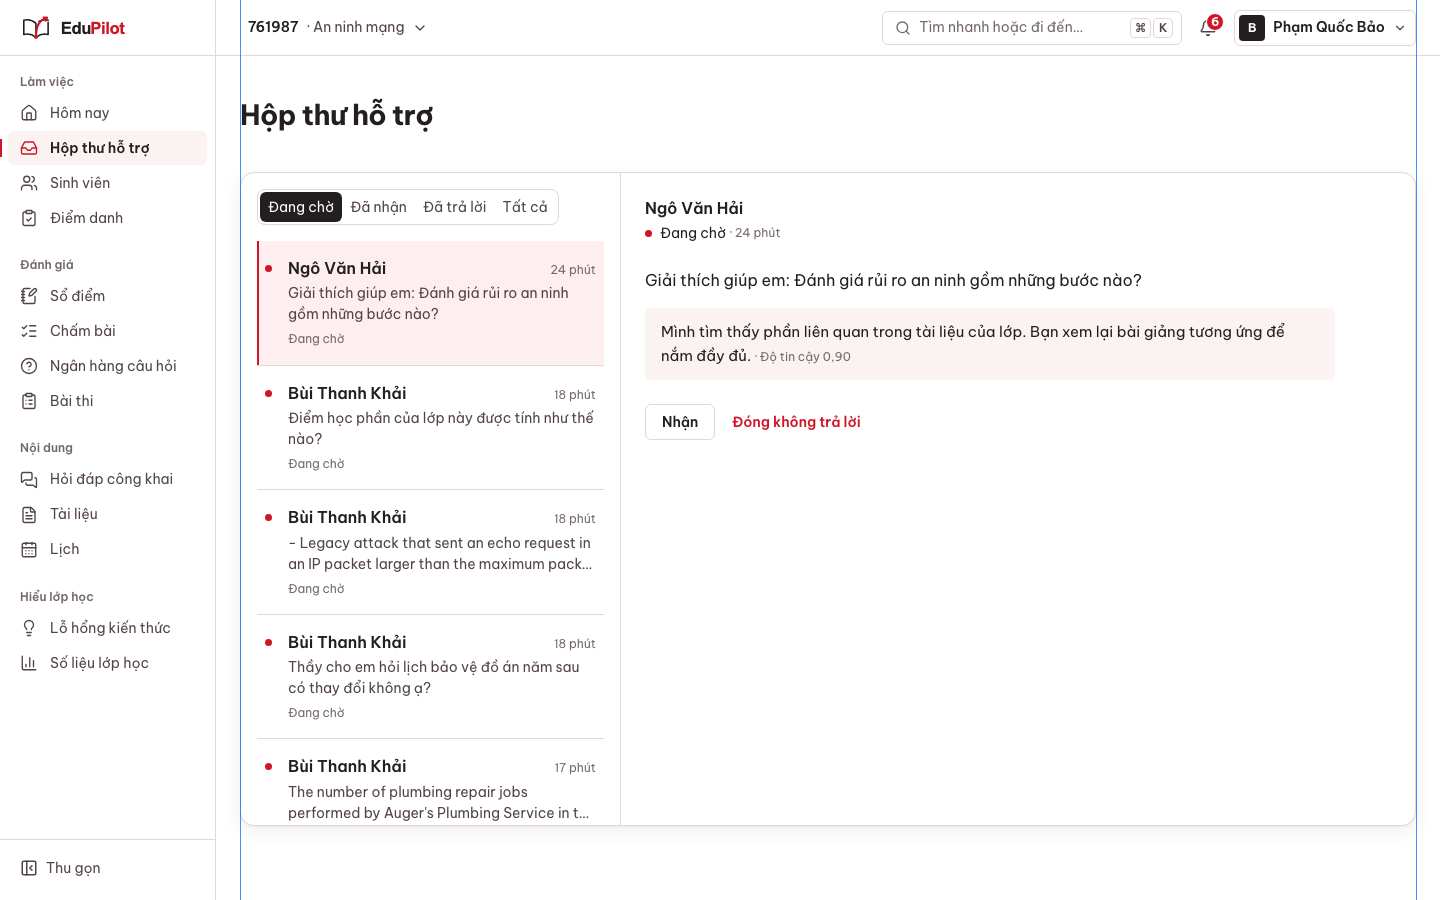 EduPilot
761987 · An ninh mạng
Tìm nhanh hoặc đi đến...
⌘ K
6
B Phạm Quốc Bảo
Làm việc
Hôm nay
Hộp thư hỗ trợ
Sinh viên
Điểm danh
Đánh giá
Sổ điểm
Chấm bài
Ngân hàng câu hỏi
Bài thi
Nội dung
Hỏi đáp công khai
Tài liệu
Lịch
Hiểu lớp học
Lỗ hổng kiến thức
Số liệu lớp học
Thu gọn
Hộp thư hỗ trợ
Đang chờ Đã nhận Đã trả lời Tất cả
Ngô Văn Hải 24 phút
Giải thích giúp em: Đánh giá rủi ro an ninh
gồm những bước nào?
Đang chờ
Bùi Thanh Khải 18 phút
Điểm học phần của lớp này được tính như thế
nào?
Đang chờ
Bùi Thanh Khải 18 phút
- Legacy attack that sent an echo request in
an IP packet larger than the maximum pack...
Đang chờ
Bùi Thanh Khải 18 phút
Thầy cho em hỏi lịch bảo vệ đồ án năm sau
có thay đổi không ạ?
Đang chờ
Bùi Thanh Khải 17 phút
The number of plumbing repair jobs
performed by Auger's Plumbing Service in t...
Ngô Văn Hải
Đang chờ · 24 phút
Giải thích giúp em: Đánh giá rủi ro an ninh gồm những bước nào?
Mình tìm thấy phần liên quan trong tài liệu của lớp. Bạn xem lại bài giảng tương ứng để
nắm đầy đủ. · Độ tin cậy 0,90
Nhận Đóng không trả lời